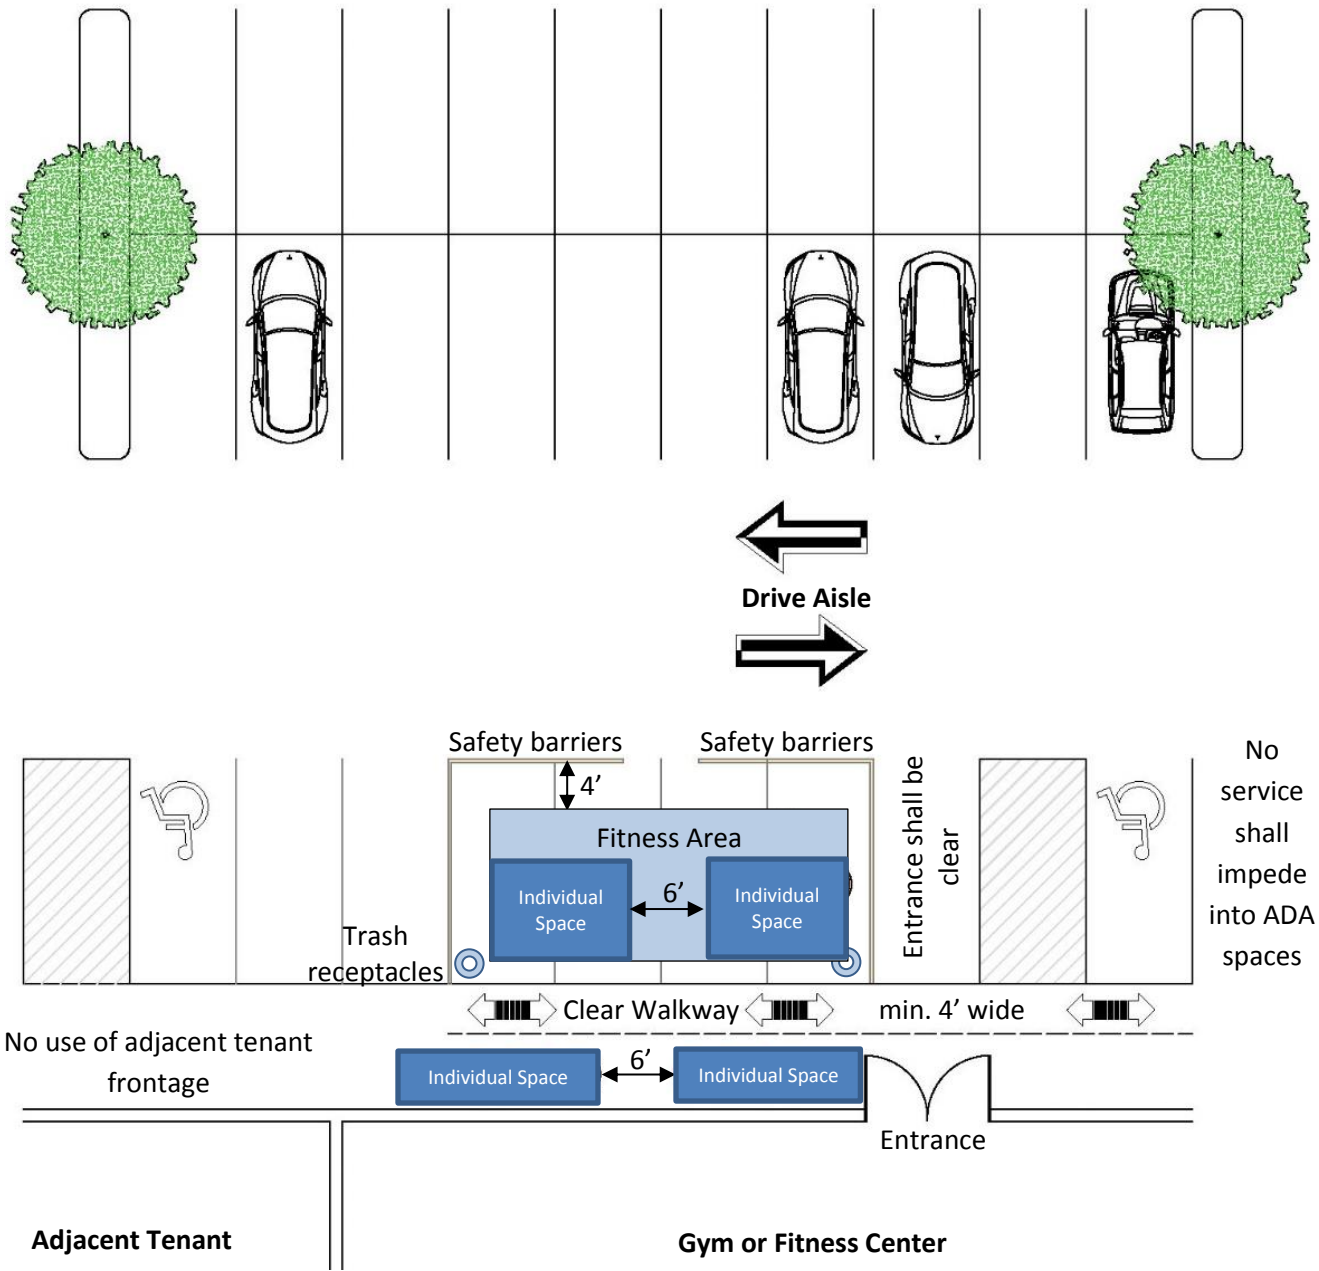 Drive Aisle
Safety barriers
Safety barriers
4’
Fitness Area
Individual
Space
6’
Individual
Space
Entrance shall be
clear
No
service
shall
impede
into ADA
spaces
Trash
receptacles
Clear Walkway
min. 4’ wide
No use of adjacent tenant
frontage
Individual Space
6’
Individual Space
Entrance
Adjacent Tenant
Gym or Fitness Center